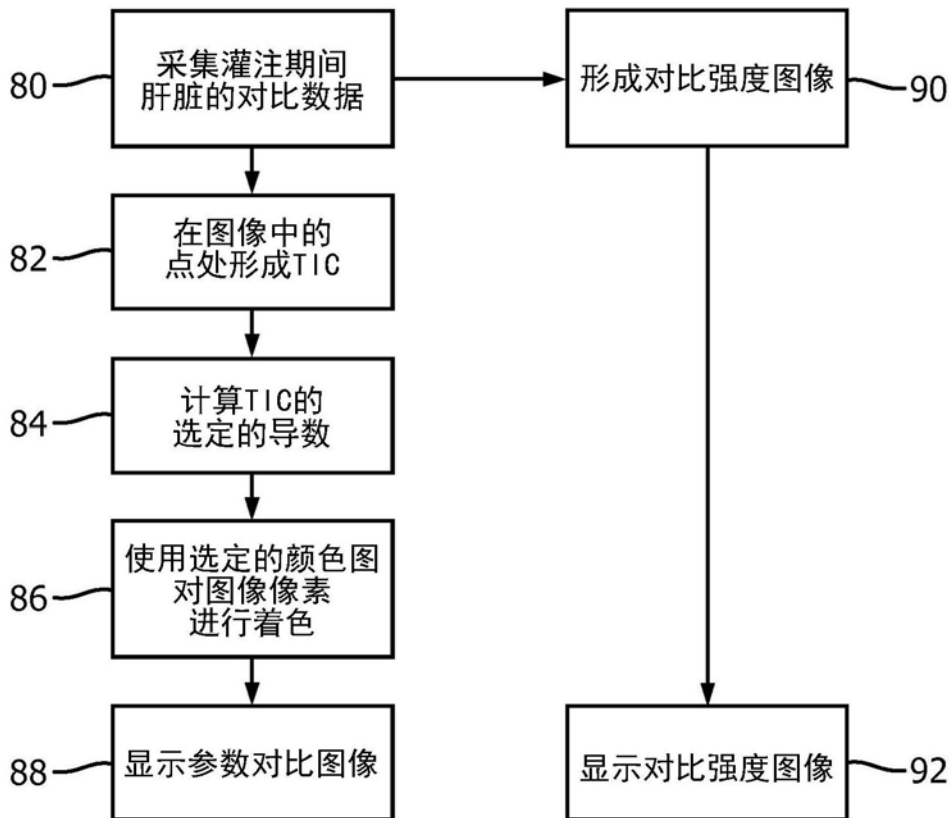 80
采集灌注期间
肝脏的对比数据
形成对比强度图像
90
82
在图像中的
点处形成TIC
84
计算TIC的
选定的导数
86
使用选定的颜色图
对图像像素
进行着色
88
显示参数对比图像
显示对比强度图像
92